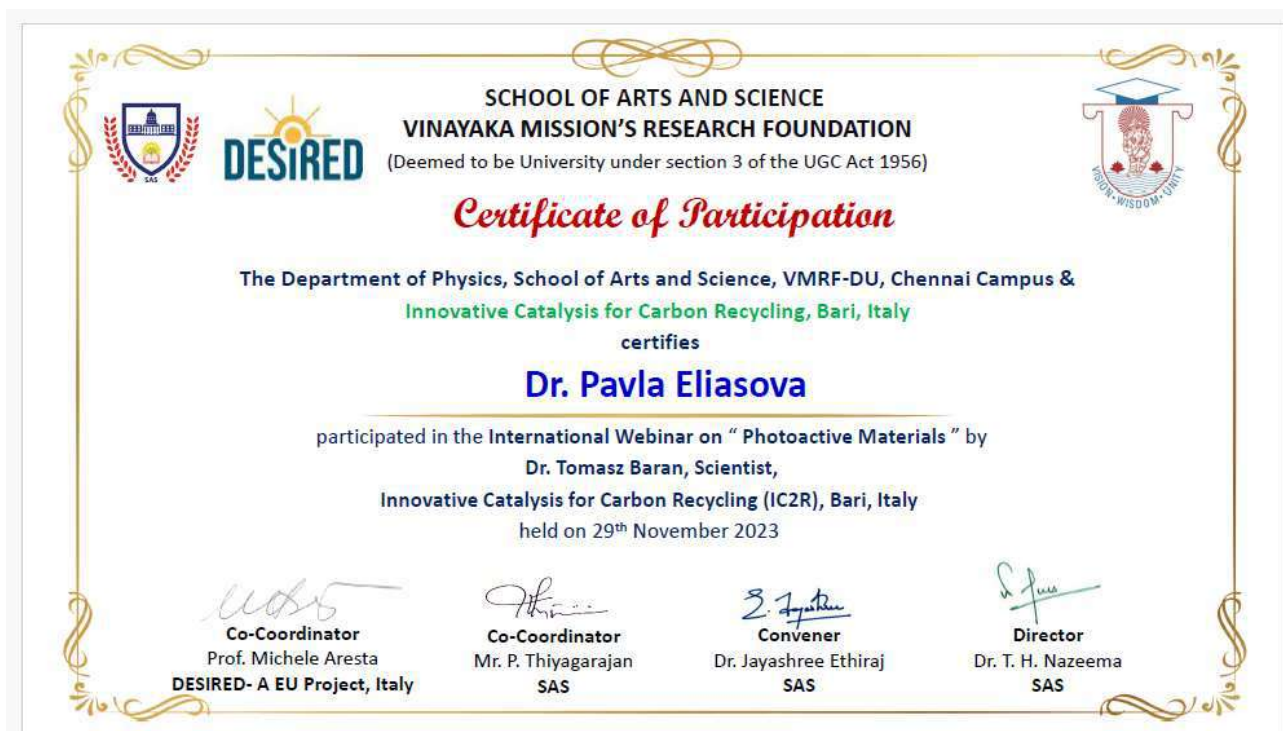 SCHOOL OF ARTS AND SCIENCE
VINAYAKA MISSION'S RESEARCH FOUNDATION
(Deemed to be University under section 3 of the UGC Act 1956)
SAS
DESiRED
VISION-WISDOM-UNITY
Certificate of Participation
The Department of Physics, School of Arts and Science, VMRF-DU, Chennai Campus &
Innovative Catalysis for Carbon Recycling, Bari, Italy
certifies
Dr. Pavla Eliasova
participated in the International Webinar on “ Photoactive Materials ” by
Dr. Tomasz Baran, Scientist,
Innovative Catalysis for Carbon Recycling (IC2R), Bari, Italy
held on 29th November 2023
Co-Coordinator
Prof. Michele Aresta
DESIRED- A EU Project, Italy
Co-Coordinator
Mr. P. Thiyagarajan
SAS
Convener
Dr. Jayashree Ethiraj
SAS
Director
Dr. T. H. Nazeema
SAS